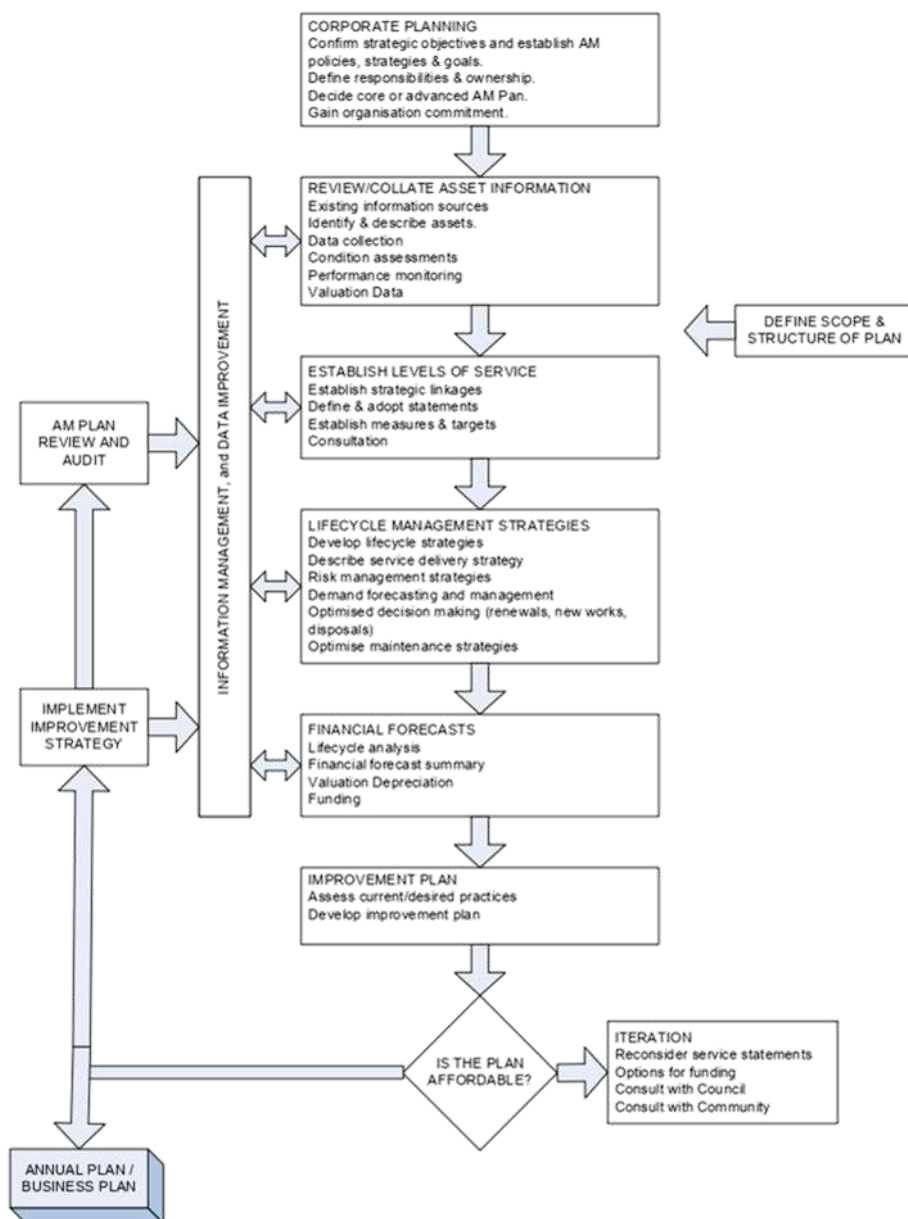 CORPORATE PLANNING
Confirm strategic objectives and establish AM
policies, strategies & goals.
Define responsibilities & ownership.
Decide core or advanced AM Pan.
Gain organisation commitment.
REVIEW/COLLATE ASSET INFORMATION
Existing information sources
Identify & describe assets.
Data collection
Condition assessments
Performance monitoring
Valuation Data
DEFINE SCOPE &
STRUCTURE OF PLAN
INFORMATION MANAGEMENT, and DATA IMPROVEMENT
ESTABLISH LEVELS OF SERVICE
Establish strategic linkages
Define & adopt statements
Establish measures & targets
Consultation
AM PLAN
REVIEW AND
AUDIT
LIFECYCLE MANAGEMENT STRATEGIES
Develop lifecycle strategies
Describe service delivery strategy
Risk management strategies
Demand forecasting and management
Optimised decision making (renewals, new works,
disposals)
Optimise maintenance strategies
IMPLEMENT
IMPROVEMENT
STRATEGY
FINANCIAL FORECASTS
Lifecycle analysis
Financial forecast summary
Valuation Depreciation
Funding
IMPROVEMENT PLAN
Assess current/desired practices
Develop improvement plan
IS THE PLAN
AFFORDABLE?
ITERATION
Reconsider service statements
Options for funding
Consult with Council
Consult with Community
ANNUAL PLAN /
BUSINESS PLAN